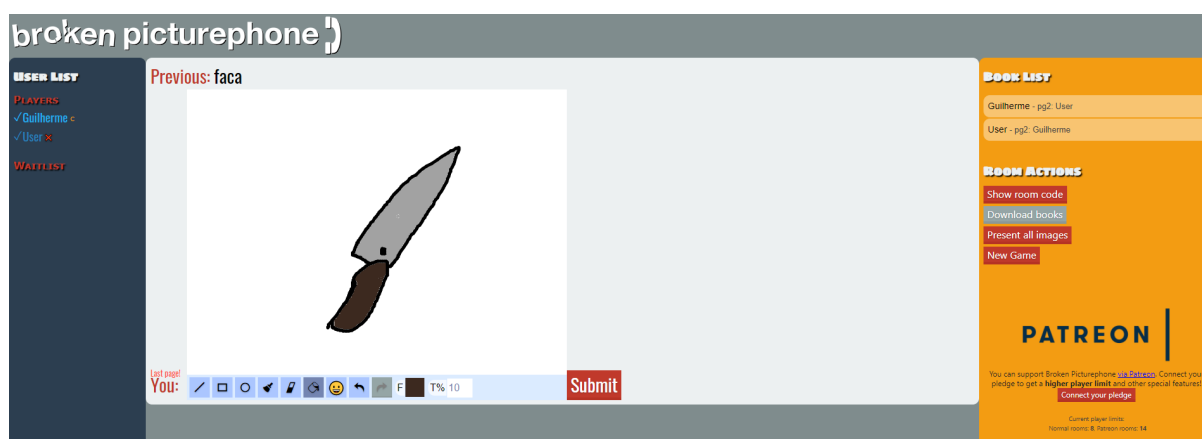 broken picturephone
User List
Players
✓Guilherme c
✓User x
Waitlist
Previous: faca
Last page!
You:
F
T% 10
Submit
Book List
Guilherme - pg2: User
User - pg2: Guilherme
Room Actions
Show room code
Download books
Present all images
New Game
PATREON
You can support Broken Picturephone via Patreon. Connect your
pledge to get a higher player limit and other special features!
Connect your pledge
Current player limits:
Normal rooms: 8. Patreon rooms: 14